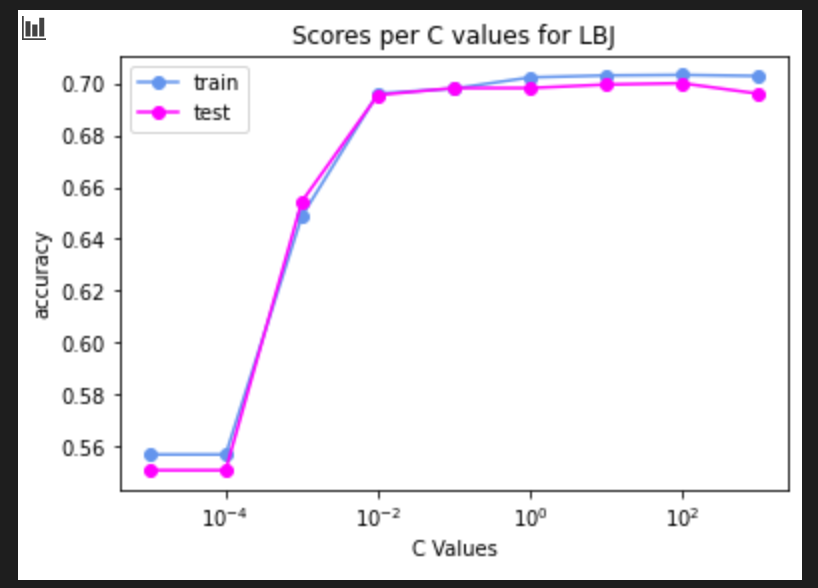 Scores per C values for LBJ
train
test
accuracy
0.70
0.68
0.66
0.64
0.62
0.60
0.58
0.56
10⁻⁴
10⁻²
10⁰
10²
C Values